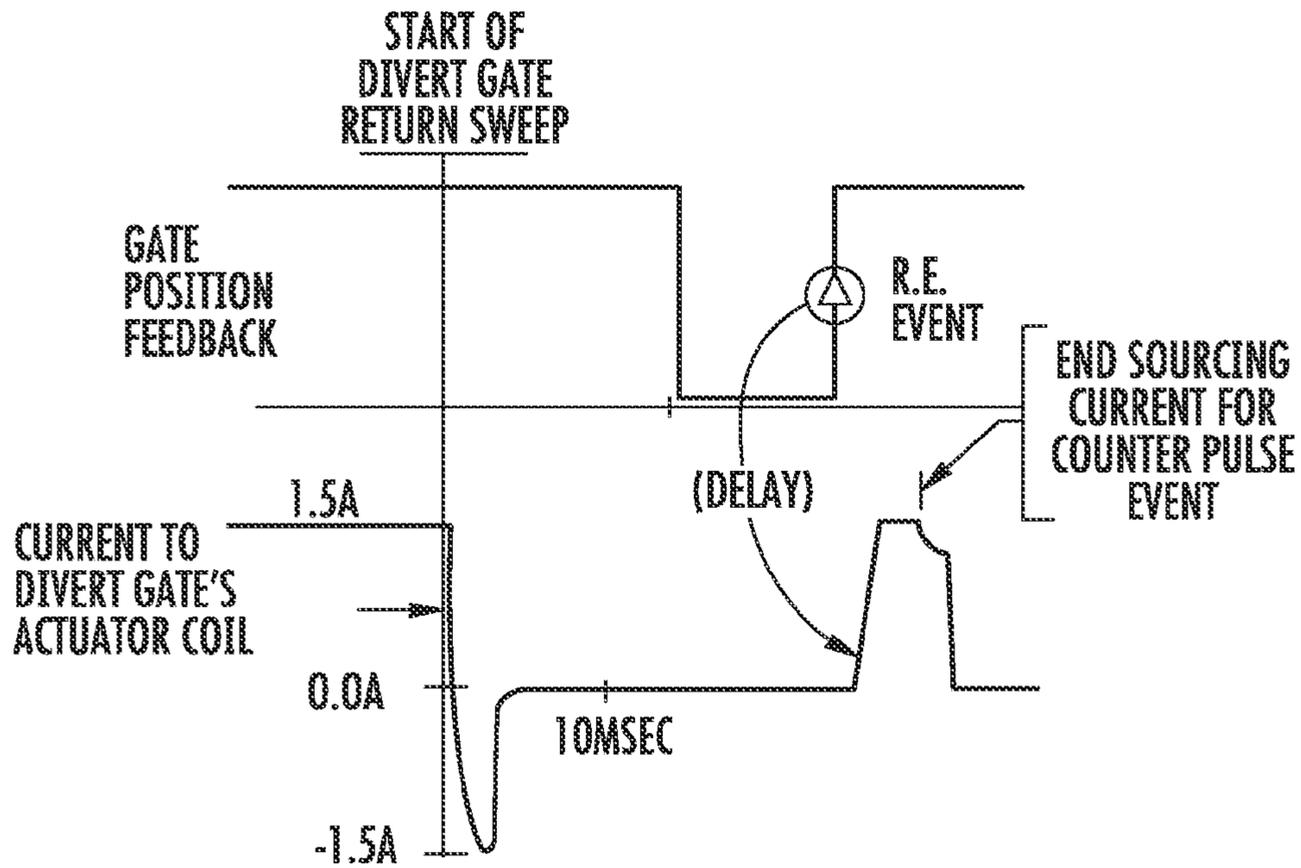 START OF
DIVERT GATE
RETURN SWEEP
GATE
POSITION
FEEDBACK
R.E.
EVENT
END SOURCING
CURRENT FOR
COUNTER PULSE
EVENT
(DELAY)
1.5A
CURRENT TO
DIVERT GATE'S
ACTUATOR COIL
0.0A
10MSEC
-1.5A